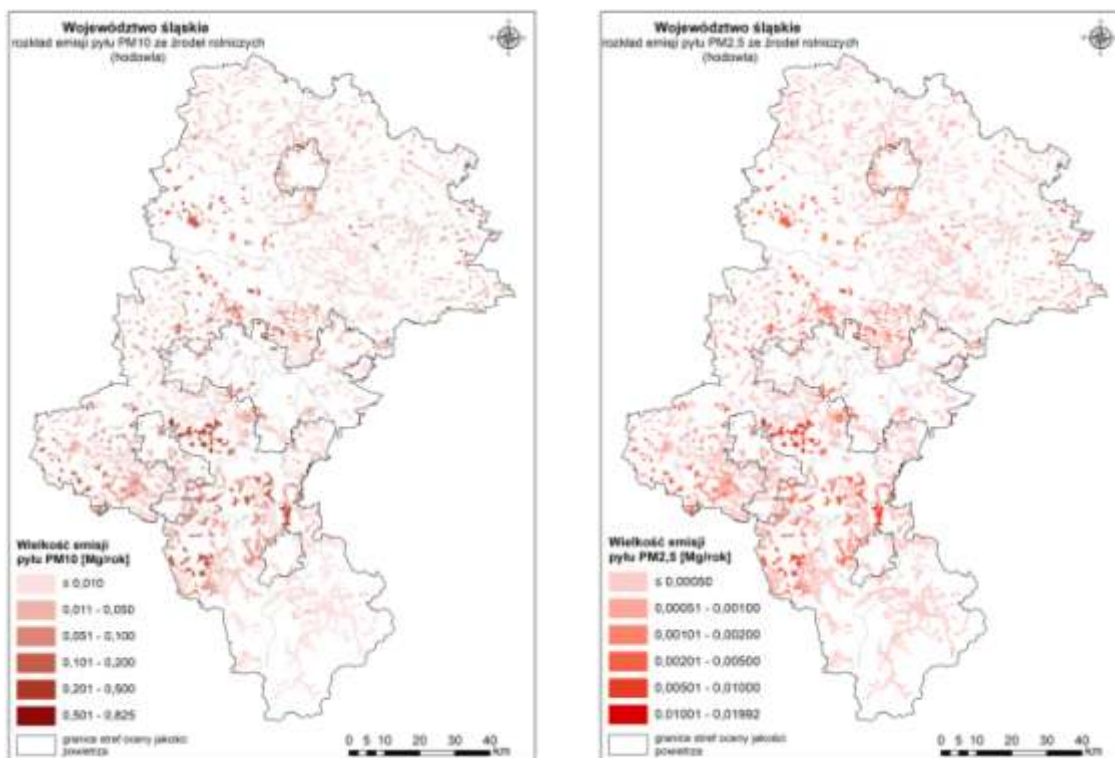 Województwo śląskie
rozkład emisji pyłu PM10 ze źródeł rolniczych
(hodowla)
Wielkość emisji
pyłu PM10 [Mg/rok]
≤ 0,010
0,011 - 0,050
0,051 - 0,100
0,101 - 0,200
0,201 - 0,500
0,501 - 0,825
granice stref oceny jakości
powietrza
0 5 10 20 30 40
km
Województwo śląskie
rozkład emisji pyłu PM2,5 ze źródeł rolniczych
(hodowla)
Wielkość emisji
pyłu PM2,5 [Mg/rok]
≤ 0,00050
0,00051 - 0,00100
0,00101 - 0,00200
0,00201 - 0,00500
0,00501 - 0,01000
0,01001 - 0,01992
granice stref oceny jakości
powietrza
0 5 10 20 30 40
km